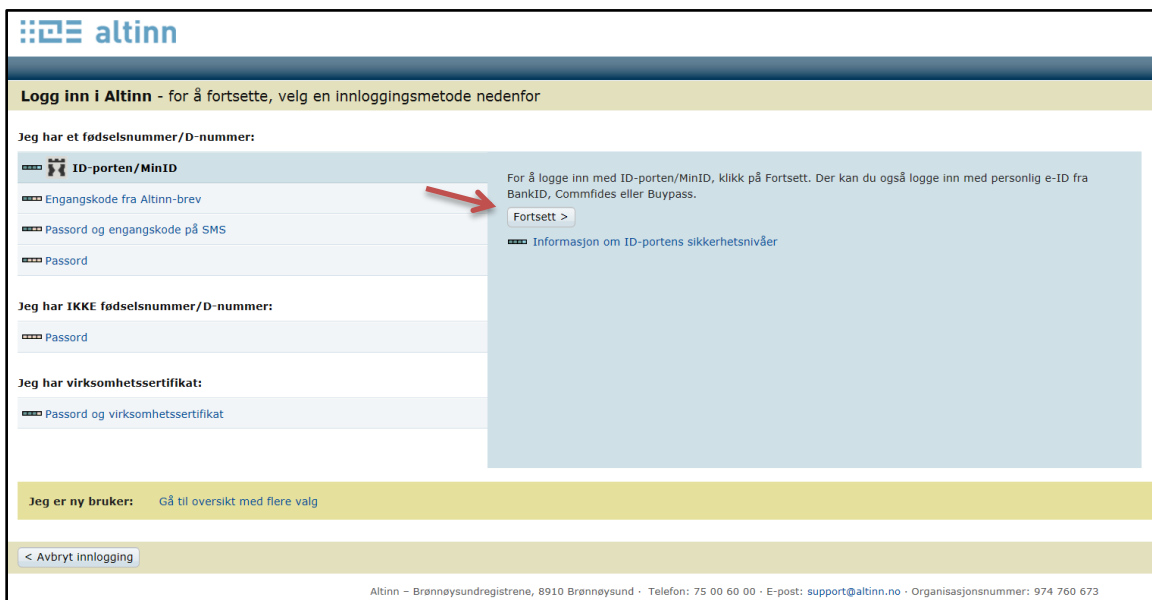 altinn
Logg inn i Altinn - for å fortsette, velg en innloggingsmetode nedenfor
Jeg har et fødselsnummer/D-nummer:
ID-porten/MinID
Engangskode fra Altinn-brev
Passord og engangskode på SMS
Passord
For å logge inn med ID-porten/MinID, klikk på Fortsett. Der kan du også logge inn med personlig e-ID fra
BankID, Commfides eller Buypass.
Fortsett >
Informasjon om ID-portens sikkerhetsnivåer
Jeg har IKKE fødselsnummer/D-nummer:
Passord
Jeg har virksomhetssertifikat:
Passord og virksomhetssertifikat
Jeg er ny bruker: Gå til oversikt med flere valg
< Avbryt innlogging
Altinn – Brønnøysundregistrene, 8910 Brønnøysund · Telefon: 75 00 60 00 · E-post: support@altinn.no · Organisasjonsnummer: 974 760 673